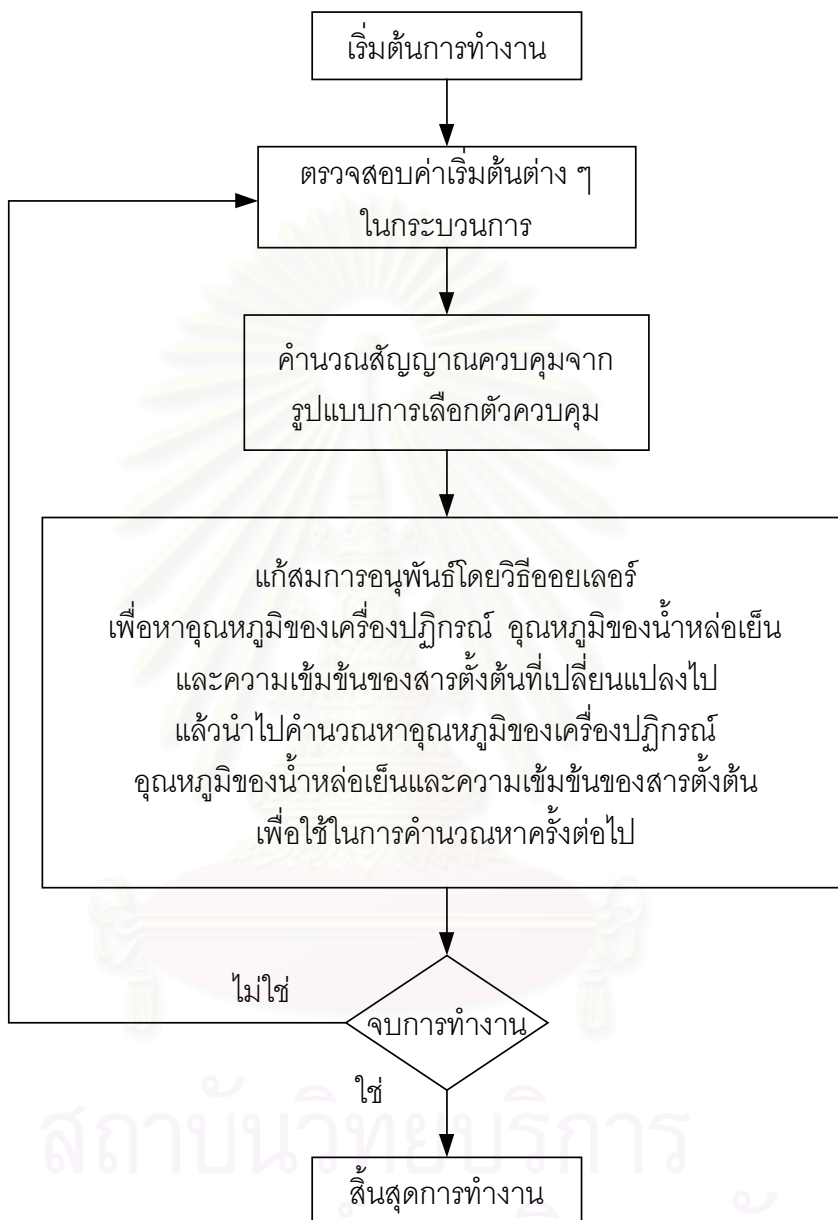 เริ่มต้นการทำงาน
ตรวจสอบค่าเริ่มต้นต่าง ๆ
ในกระบวนการ
คำนวณสัญญาณควบคุมจาก
รูปแบบการเลือกตัวควบคุม
แก้สมการอนุพันธ์โดยวิธีออยเลอร์
เพื่อหาอุณหภูมิของเครื่องปฏิกรณ์ อุณหภูมิของน้ำหล่อเย็น
และความเข้มข้นของสารตั้งต้นที่เปลี่ยนแปลงไป
แล้วนำไปคำนวณหาอุณหภูมิของเครื่องปฏิกรณ์
อุณหภูมิของน้ำหล่อเย็นและความเข้มข้นของสารตั้งต้น
เพื่อใช้ในการคำนวณหาครั้งต่อไป
ไม่ใช่
จบการทำงาน
ใช่
สถาบันวิทยบริการ
สิ้นสุดการทำงาน